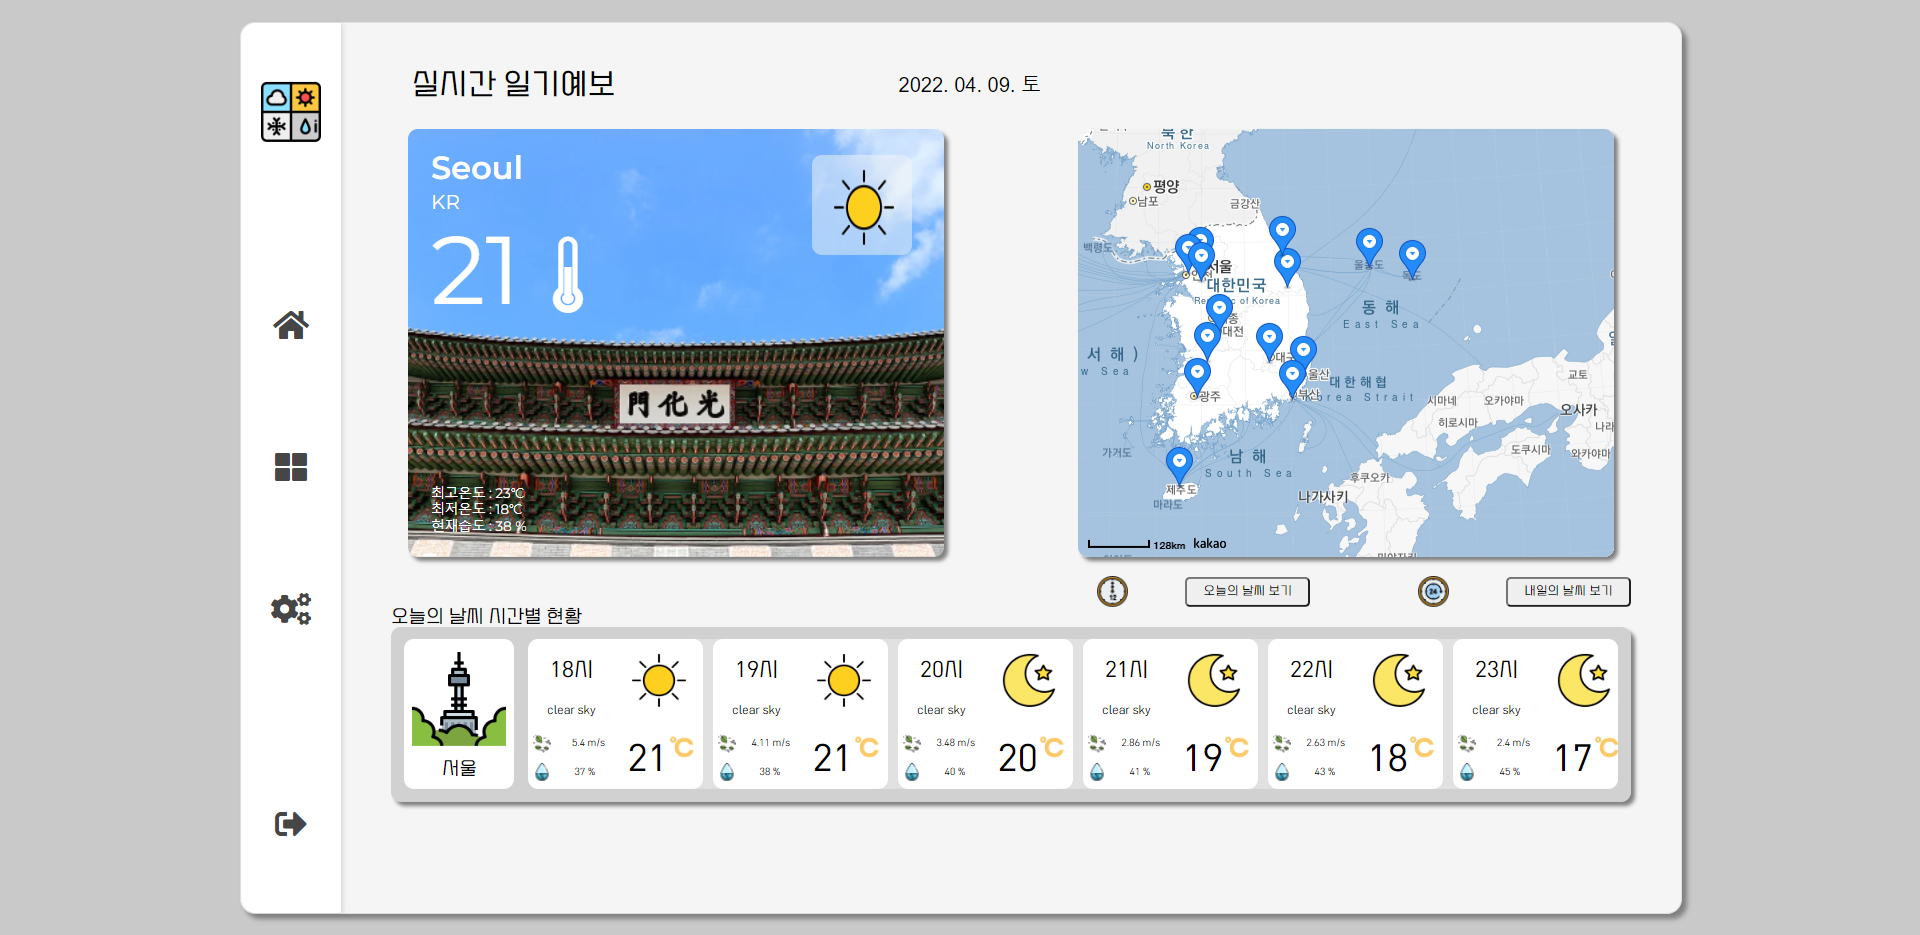 실시간 일기예보
2022. 04. 09. 토
Seoul
KR
21
門化光
최고온도 : 23℃
최저온도 : 18℃
현재습도 : 38 %
북 한
North Korea
평양
남포
금강산
백령도
서울
대한민국
Korea
울릉도
동 해
East Sea
대전
서 해 )
w Sea
울산
대한해협
Korea Strait
부산
광주
시마네
오카야마
교토
오사카
히로시마
나라
도쿠시마
와카야마
가거도
남 해
South Sea
후쿠오카
나가사키
제주도
마라도
128km kakao
12
오늘의 날씨 보기
24
내일의 날씨 보기
오늘의 날씨 시간별 현황
서울
18시
clear sky
5.4 m/s
37 %
21 ℃
19시
clear sky
4.11 m/s
38 %
21 ℃
20시
clear sky
3.48 m/s
40 %
20 ℃
21시
clear sky
2.86 m/s
41 %
19 ℃
22시
clear sky
2.63 m/s
43 %
18 ℃
23시
clear sky
2.4 m/s
45 %
17 ℃